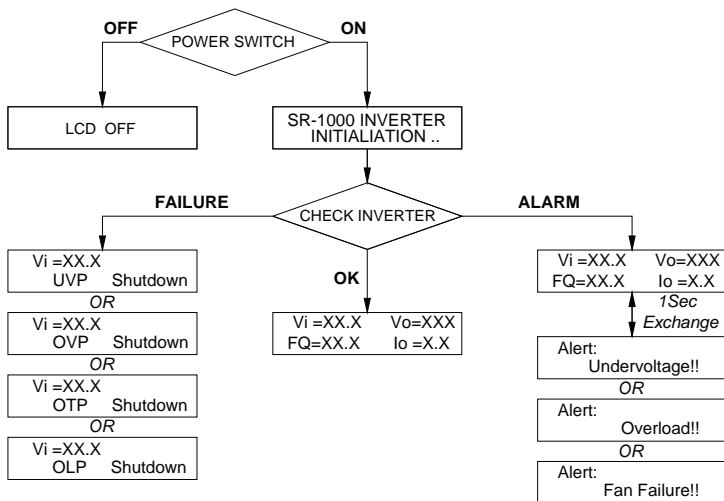 OFF
POWER SWITCH
ON
LCD OFF
SR-1000 INVERTER
INITIALIATION ..
FAILURE
CHECK INVERTER
ALARM
OK
Vi =XX.X
UVP Shutdown
OR
Vi =XX.X
OVP Shutdown
OR
Vi =XX.X
OTP Shutdown
OR
Vi =XX.X
OLP Shutdown
Vi =XX.X Vo=XXX
FQ=XX.X Io =X.X
Vi =XX.X Vo=XXX
FQ=XX.X Io =X.X
1Sec
Exchange
Alert:
Undervoltage!!
OR
Alert:
Overload!!
OR
Alert:
Fan Failure!!